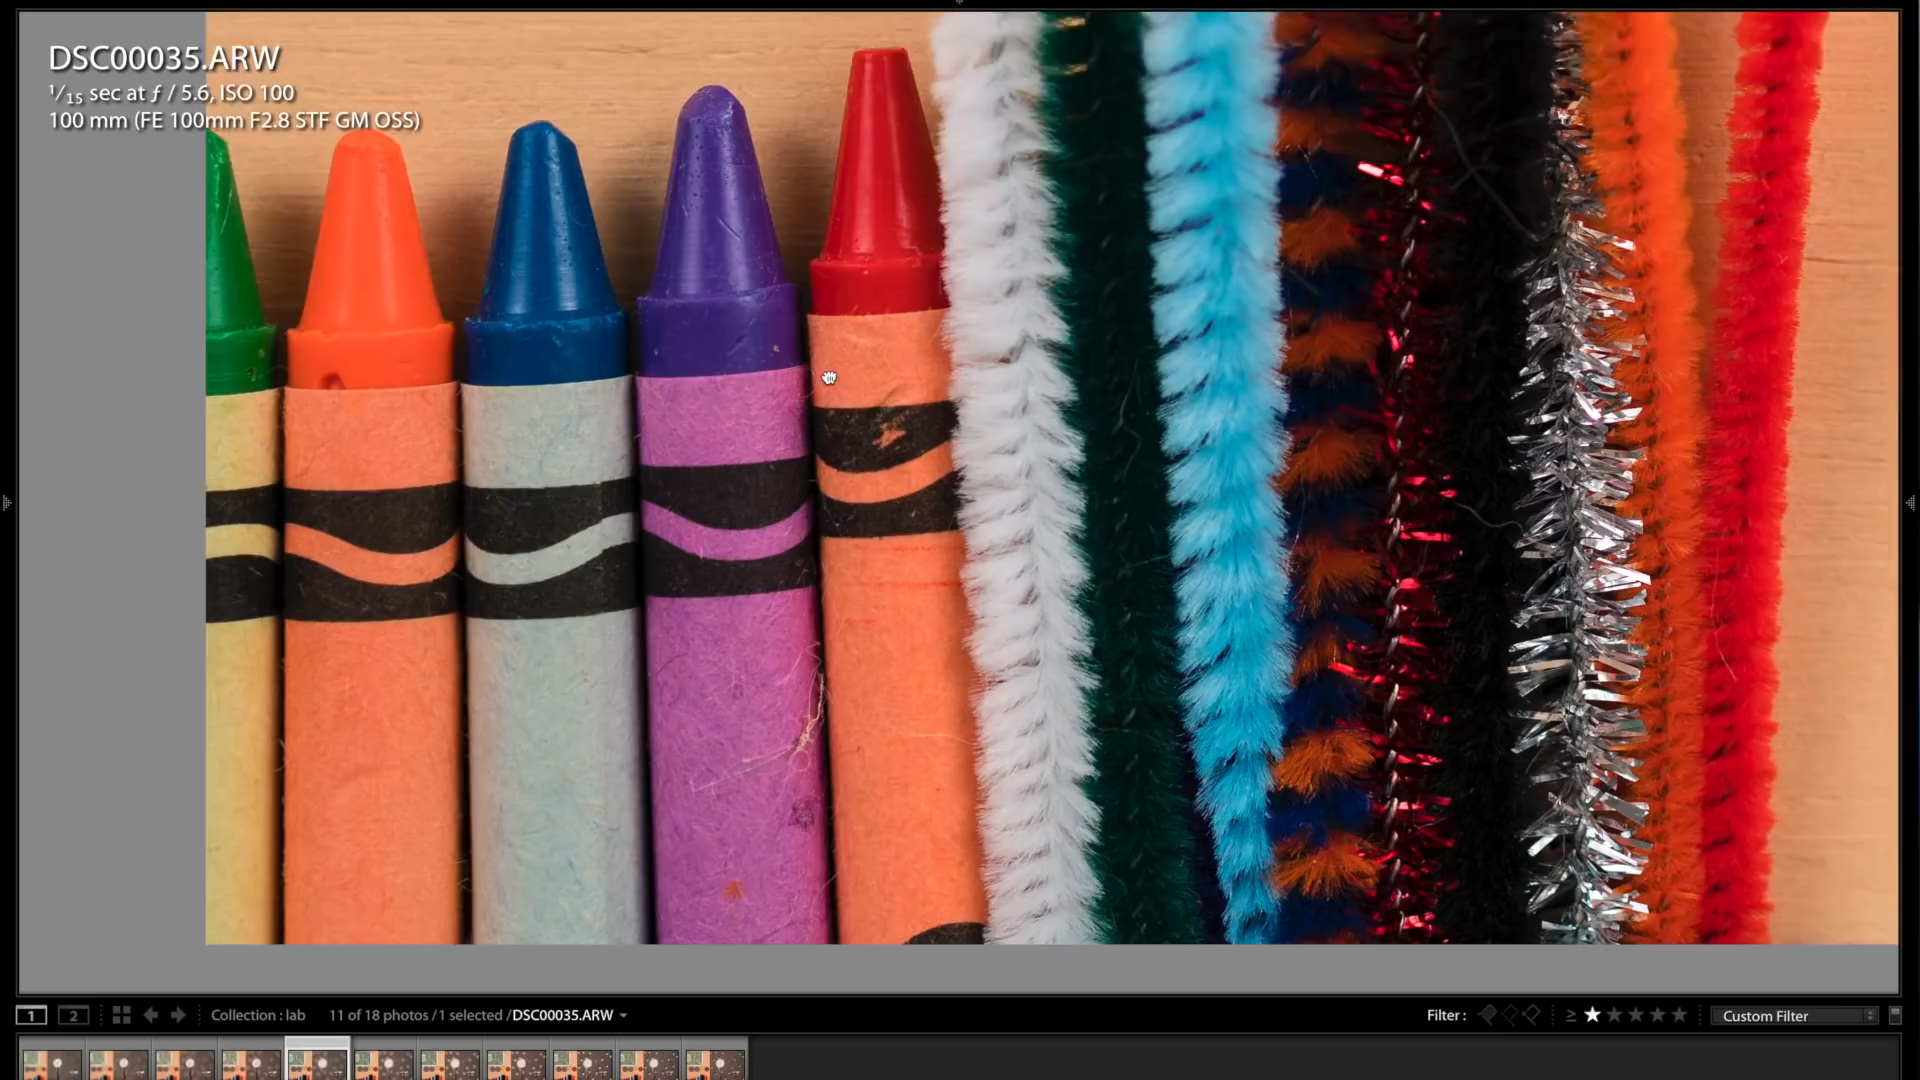 DSC00035.ARW
1/15 sec at ƒ / 5.6, ISO 100
100 mm (FE 100mm F2.8 STF GM OSS)
1 2 Collection : lab 11 of 18 photos / 1 selected / DSC00035.ARW Filter : ≥ Custom Filter